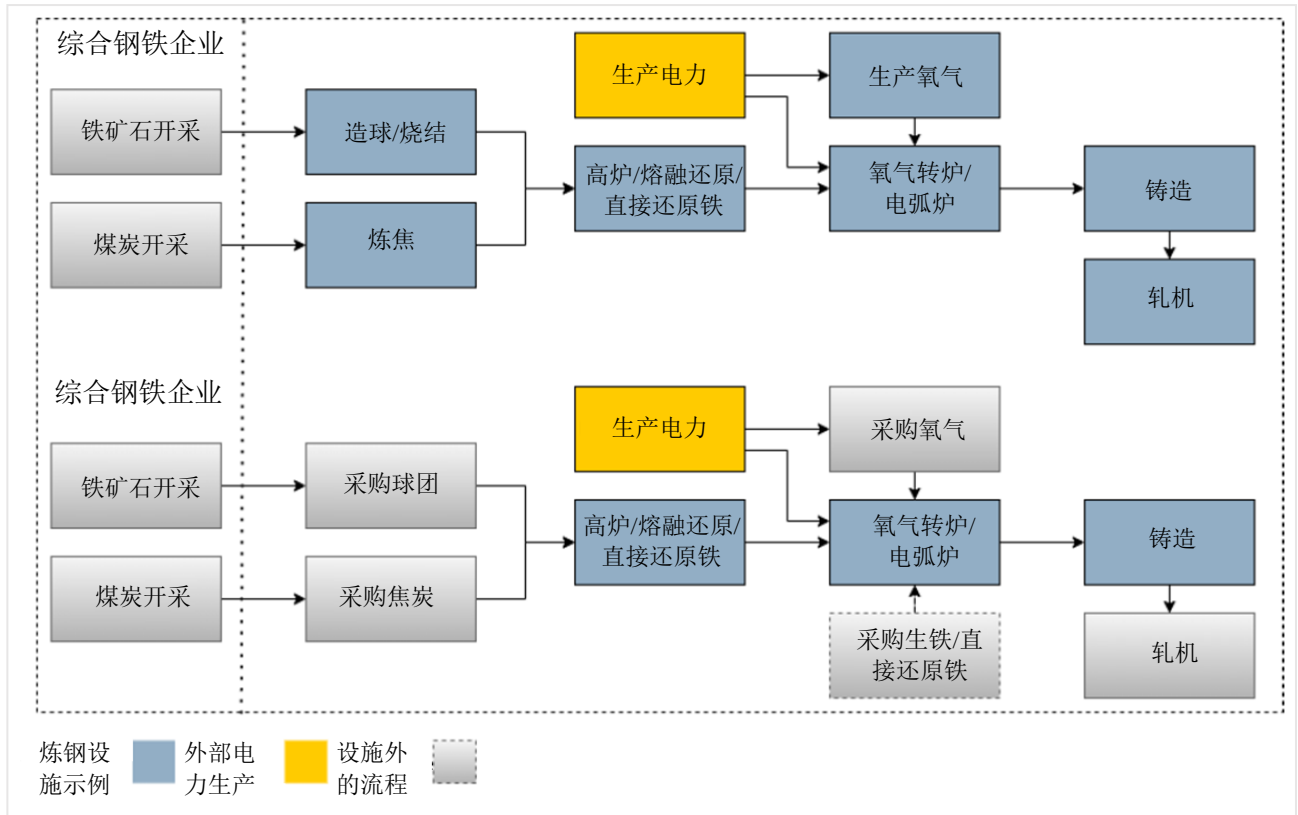 综合钢铁企业
生产电力
生产氧气
铁矿石开采
造球/烧结
高炉/熔融还原/
直接还原铁
氧气转炉/
电弧炉
铸造
煤炭开采
炼焦
轧机
综合钢铁企业
生产电力
采购氧气
铁矿石开采
采购球团
高炉/熔融还原/
直接还原铁
氧气转炉/
电弧炉
铸造
煤炭开采
采购焦炭
采购生铁/直
接还原铁
轧机
炼钢设
施示例
外部电
力生产
设施外
的流程